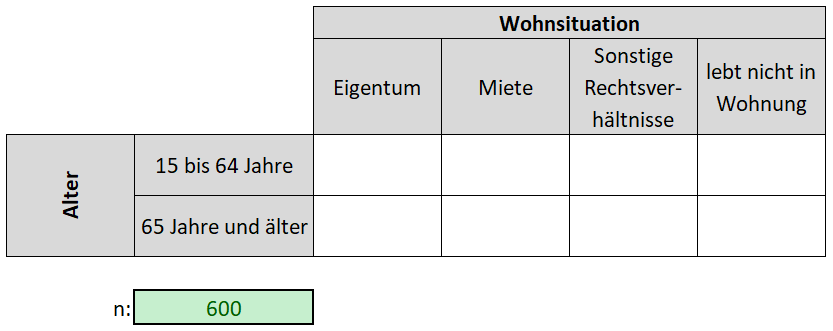 Wohnsituation
Eigentum
Miete
Sonstige
Rechtsver-
hältnisse
lebt nicht in
Wohnung
Alter
15 bis 64 Jahre
65 Jahre und älter
n:
600